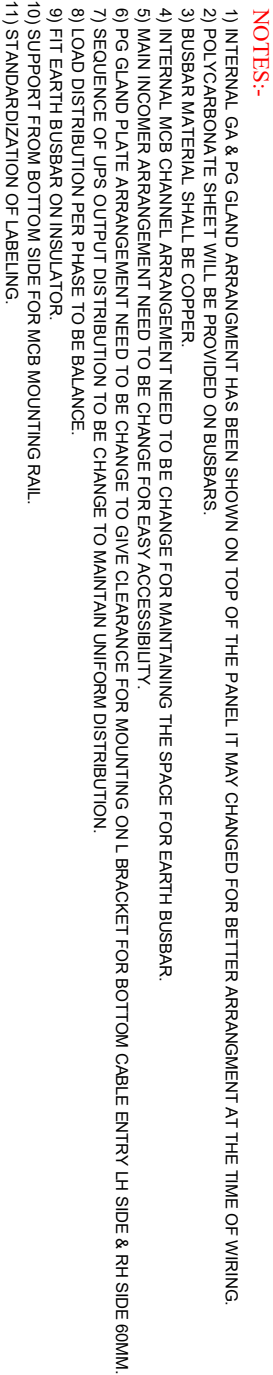 NOTES:-
1) INTERNAL GA & PG GLAND ARRANGMENT HAS BEEN SHOWN ON TOP OF THE PANEL IT MAY CHANGED FOR BETTER ARRANGMENT AT THE TIME OF WIRING.
2) POLYCARBONATE SHEET WILL BE PROVIDED ON BUSBARS.
3) BUSBAR MATERIAL SHALL BE COPPER.
4) INTERNAL MCB CHANNEL ARRANGEMENT NEED TO BE CHANGE FOR MAINTAINING THE SPACE FOR EARTH BUSBAR.
5) MAIN INCOMER ARRANGEMENT NEED TO BE CHANGE FOR EASY ACCESSIBILITY.
6) PG GLAND PLATE ARRANGEMENT NEED TO BE CHANGE TO GIVE CLEARANCE FOR MOUNTING ON L BRACKET FOR BOTTOM CABLE ENTRY LH SIDE & RH SIDE 60MM.
7) SEQUENCE OF UPS OUTPUT DISTRIBUTION TO BE CHANGE TO MAINTAIN UNIFORM DISTRIBUTION.
8) LOAD DISTRIBUTION PER PHASE TO BE BALANCE.
9) FIT EARTH BUSBAR ON INSULATOR.
10) SUPPORT FROM BOTTOM SIDE FOR MCB MOUNTING RAIL.
11) STANDARDIZATION OF LABELING.